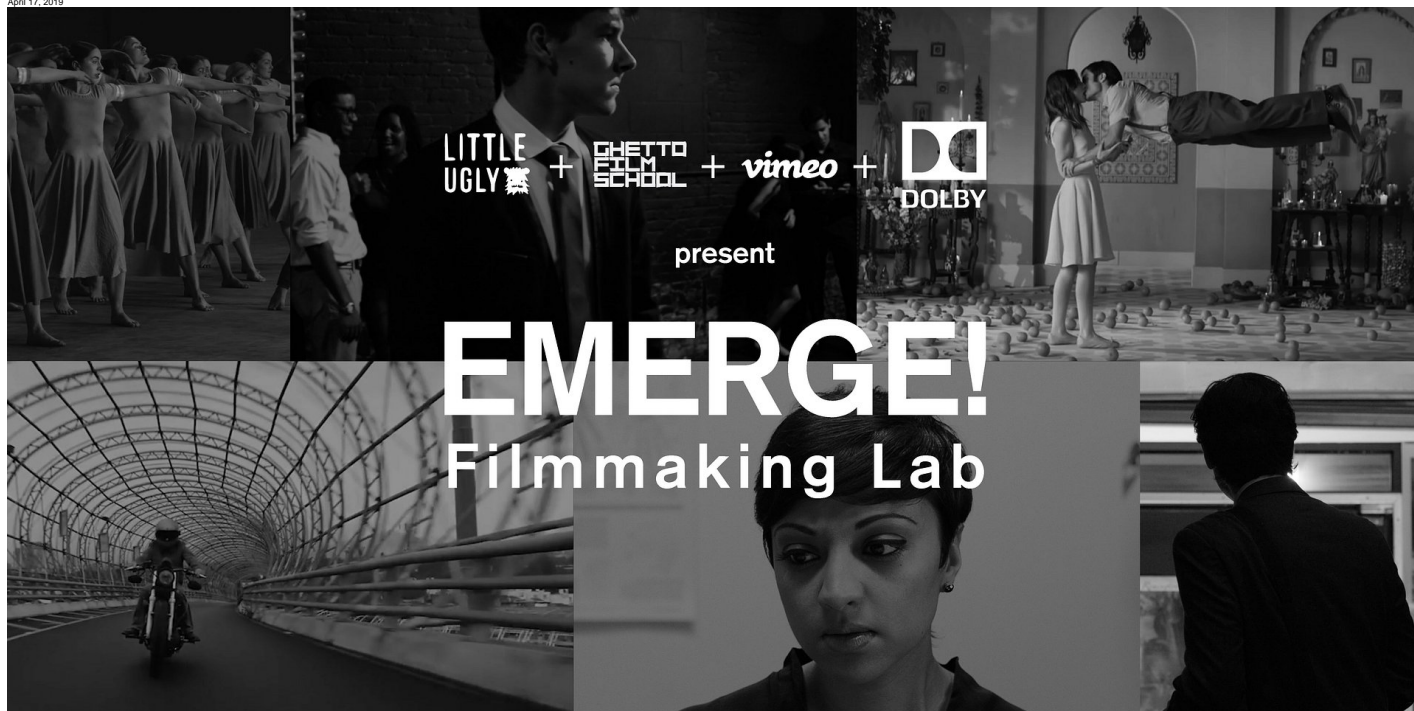 April 17, 2019
LITTLE UGLY + GHETTO FILM SCHOOL + vimeo + DOLBY
present
EMERGE!
Filmmaking Lab